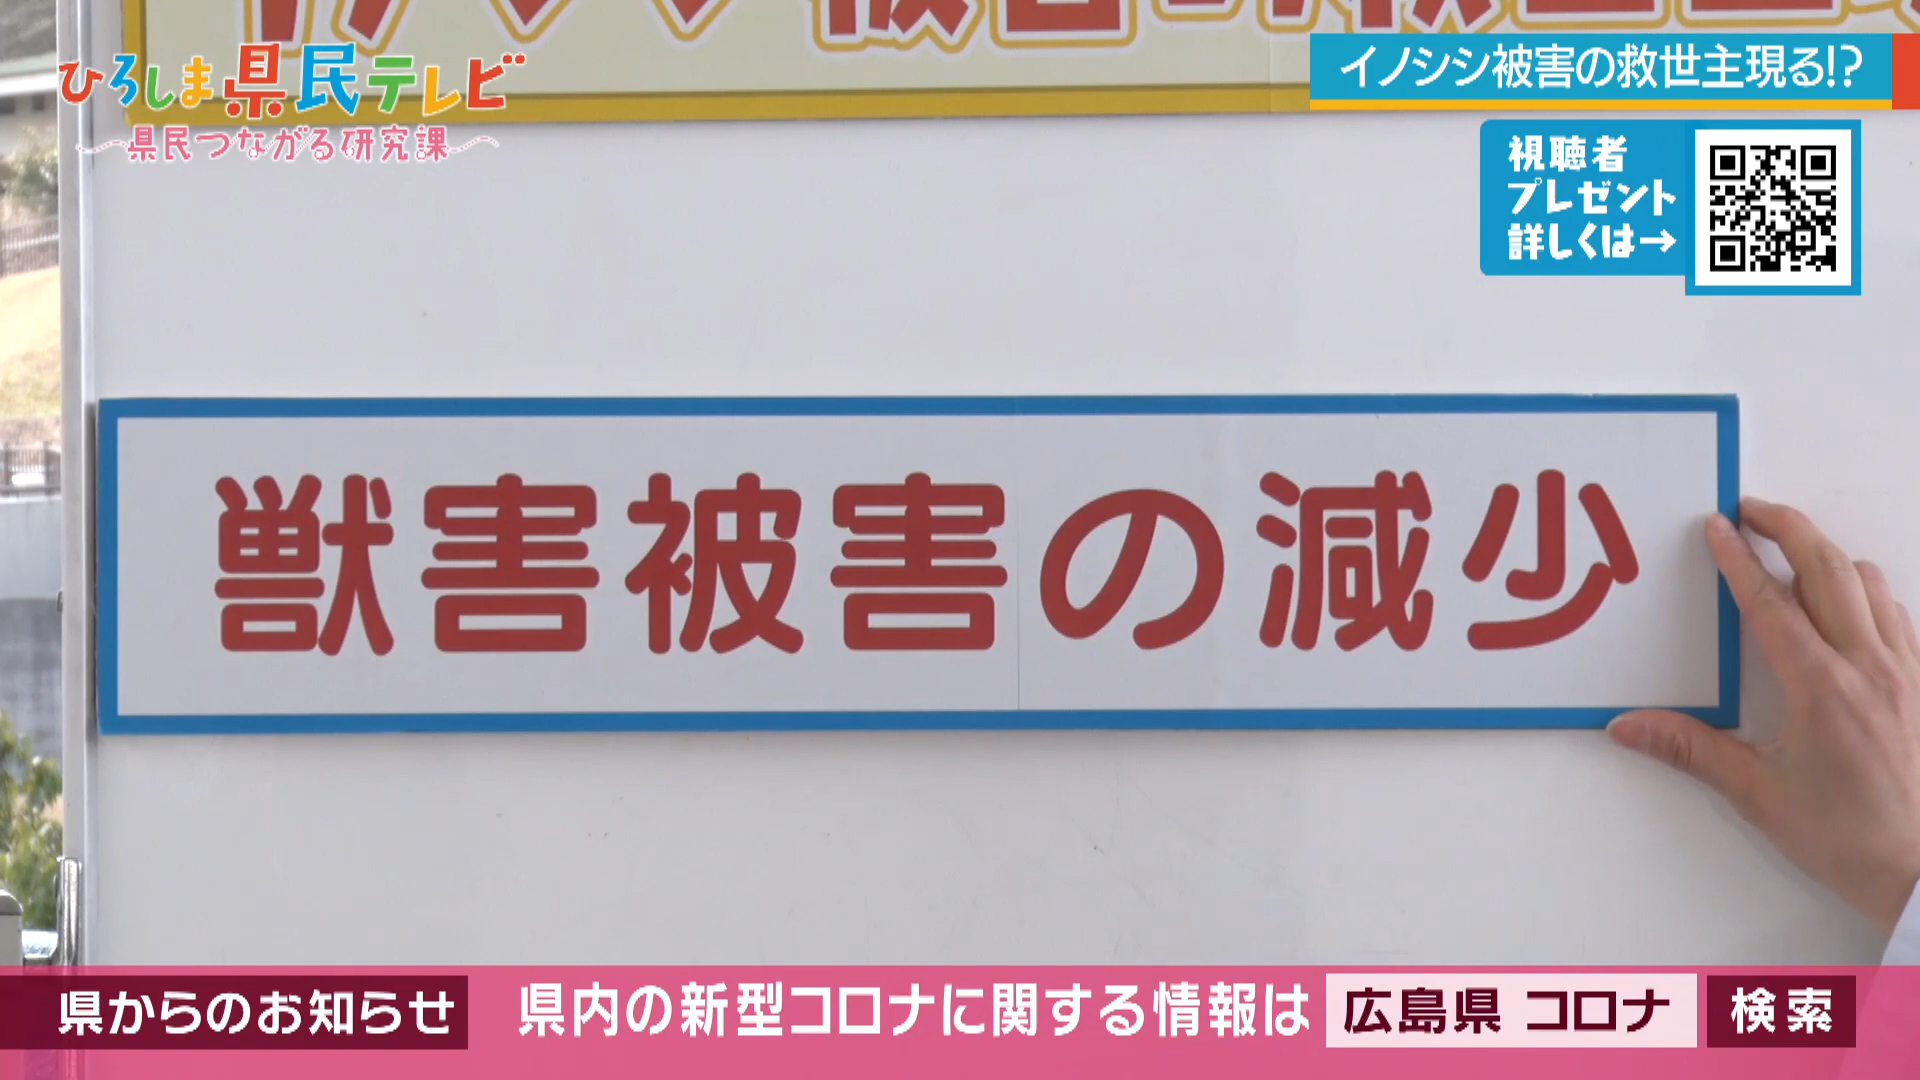 ひろしま県民テレビ
～県民つながる研究課～
イノシシ被害の救世主現る!?
視聴者
プレゼント
詳しくは→
獣害被害の減少
県からのお知らせ
県内の新型コロナに関する情報は 広島県 コロナ 検索